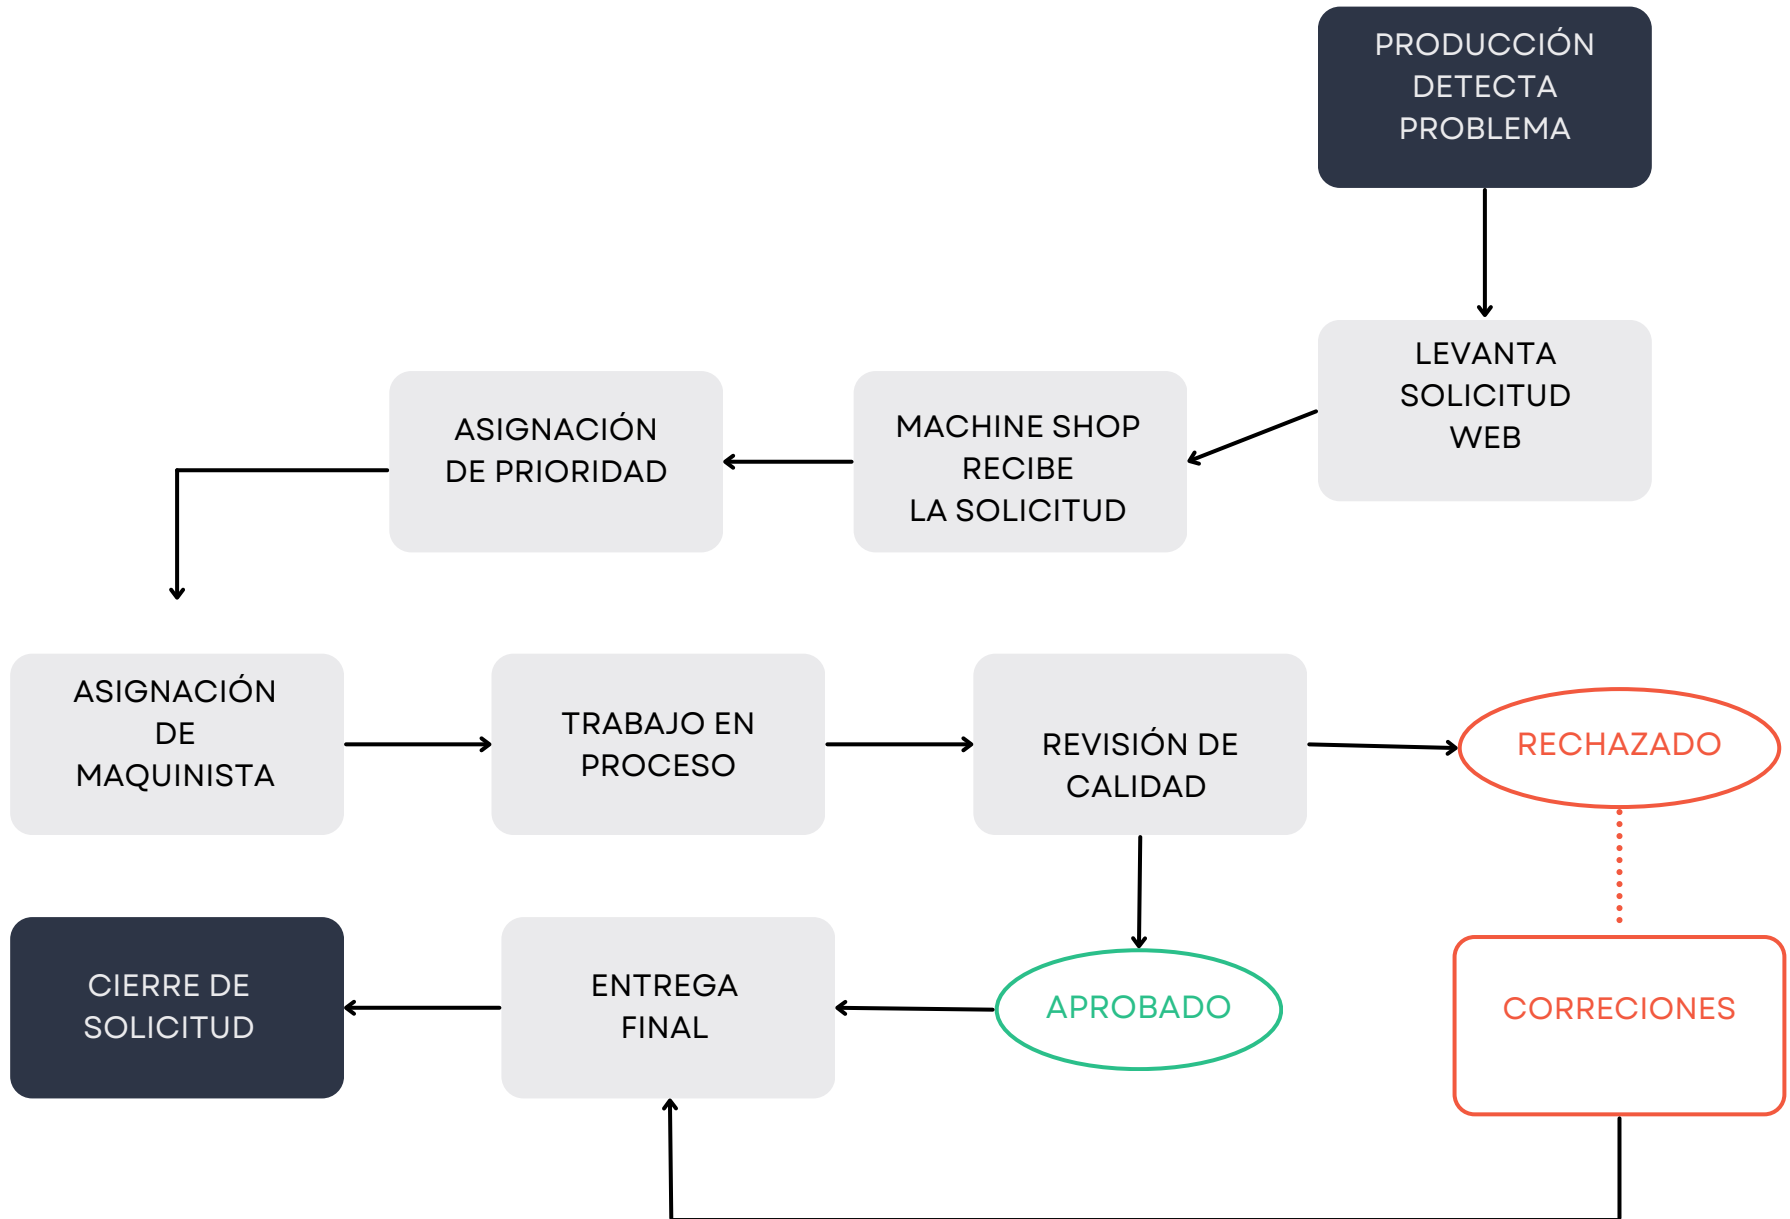 PRODUCCIÓN
DETECTA
PROBLEMA
LEVANTA
SOLICITUD
WEB
MACHINE SHOP
RECIBE
LA SOLICITUD
ASIGNACIÓN
DE PRIORIDAD
ASIGNACIÓN
DE
MAQUINISTA
TRABAJO EN
PROCESO
REVISIÓN DE
CALIDAD
RECHAZADO
CORRECIONES
APROBADO
ENTREGA
FINAL
CIERRE DE
SOLICITUD